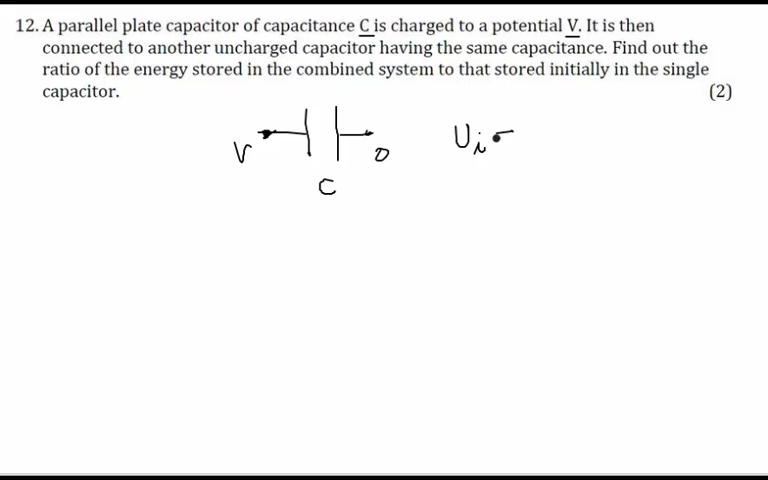 12. A parallel plate capacitor of capacitance C is charged to a potential V. It is then
connected to another uncharged capacitor having the same capacitance. Find out the
ratio of the energy stored in the combined system to that stored initially in the single
capacitor. (2)
V 0 Ui
C